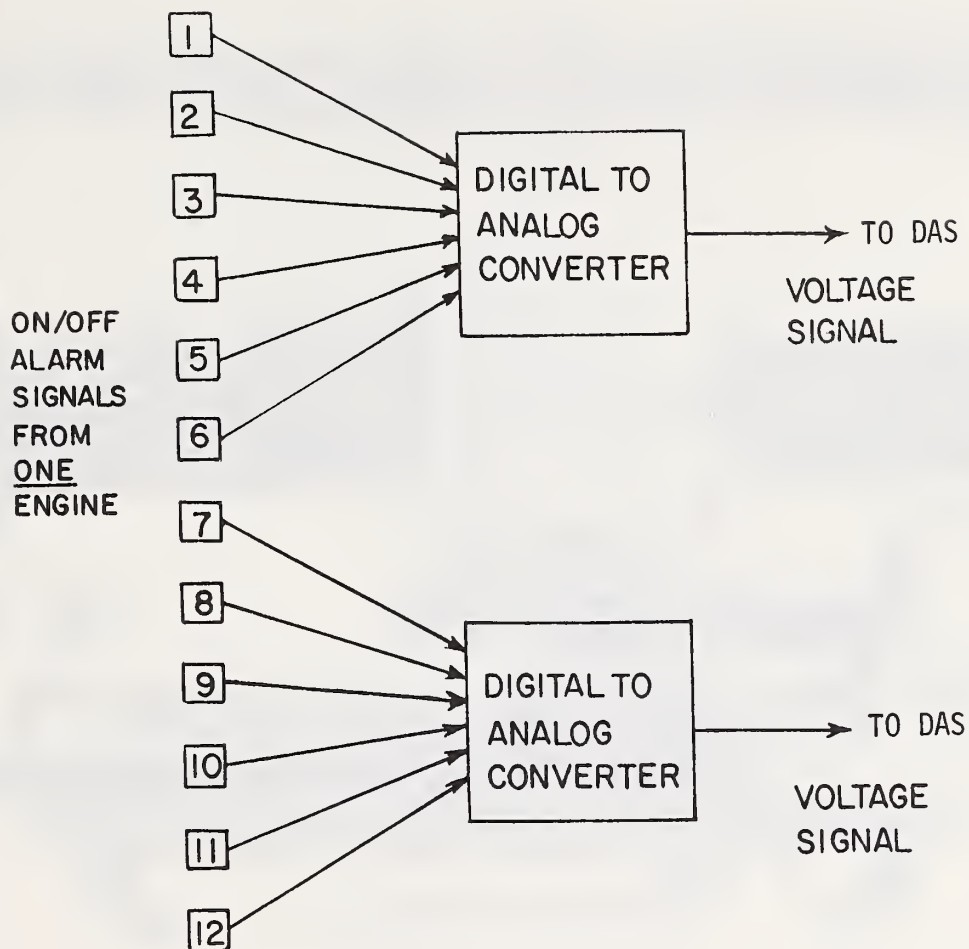 ON/OFF
ALARM
SIGNALS
FROM
ONE
ENGINE
1
2
3
4
5
6
7
8
9
10
11
12
DIGITAL TO
ANALOG
CONVERTER
TO DAS
VOLTAGE
SIGNAL
DIGITAL TO
ANALOG
CONVERTER
TO DAS
VOLTAGE
SIGNAL